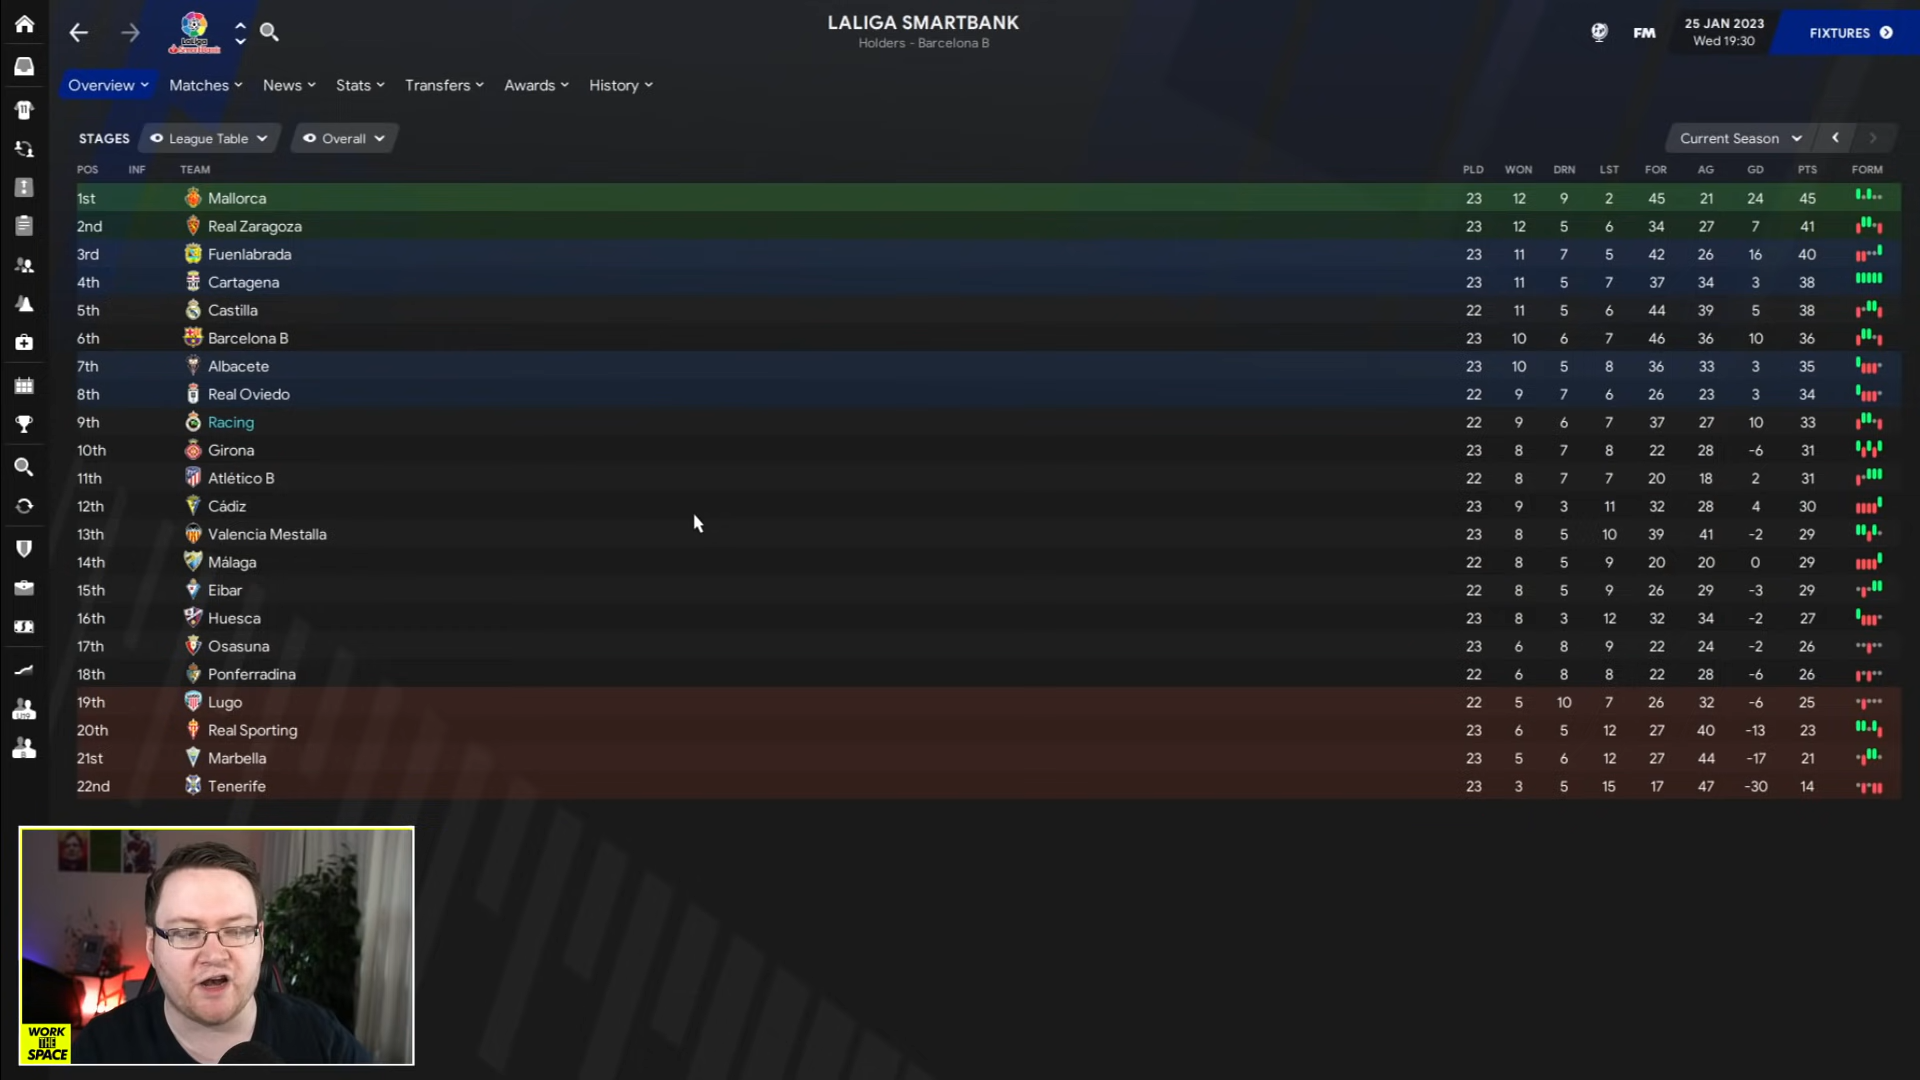 LALIGA SMARTBANK
Holders - Barcelona B
FM
25 JAN 2023
Wed 19:30
FIXTURES
Overview Matches News Stats Transfers Awards History
STAGES League Table Overall Current Season
POS INF TEAM PLD WON DRN LST FOR AG GD PTS FORM
1st Mallorca 23 12 9 2 45 21 24 45
2nd Real Zaragoza 23 12 5 6 34 27 7 41
3rd Fuenlabrada 23 11 7 5 42 26 16 40
4th Cartagena 23 11 5 7 37 34 3 38
5th Castilla 22 11 5 6 44 39 5 38
6th Barcelona B 23 10 6 7 46 36 10 36
7th Albacete 23 10 5 8 36 33 3 35
8th Real Oviedo 22 9 7 6 26 23 3 34
9th Racing 22 9 6 7 37 27 10 33
10th Girona 23 8 7 8 22 28 -6 31
11th Atlético B 22 8 7 7 20 18 2 31
12th Cádiz 23 9 3 11 32 28 4 30
13th Valencia Mestalla 23 8 5 10 39 41 -2 29
14th Málaga 22 8 5 9 20 20 0 29
15th Eibar 22 8 5 9 26 29 -3 29
16th Huesca 23 8 3 12 32 34 -2 27
17th Osasuna 23 6 8 9 22 24 -2 26
18th Ponferradina 22 6 8 8 22 28 -6 26
19th Lugo 22 5 10 7 26 32 -6 25
20th Real Sporting 23 6 5 12 27 40 -13 23
21st Marbella 23 5 6 12 27 44 -17 21
22nd Tenerife 23 3 5 15 17 47 -30 14
WORK
THE
SPACE